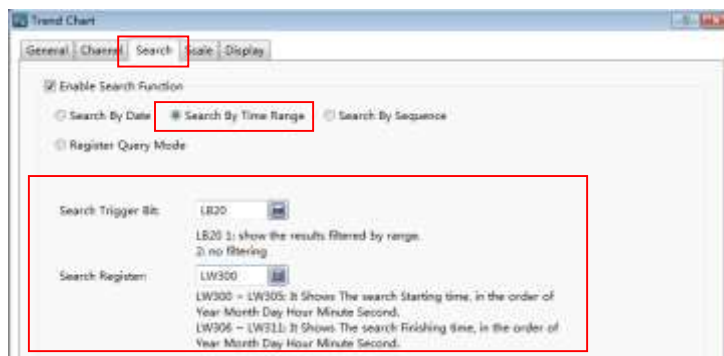 Trend Chart
General Channel Search Scale Display
Enable Search Function
Search By Date Search By Time Range Search By Sequence
Register Query Mode
Search Trigger Bit: LB20
LB20 1: show the results filtered by range.
2: no filtering
Search Register: LW300
LW300 ~ LW305: It Shows The search Starting time, in the order of
Year Month Day Hour Minute Second.
LW306 ~ LW311: It Shows The search Finishing time, in the order of
Year Month Day Hour Minute Second.